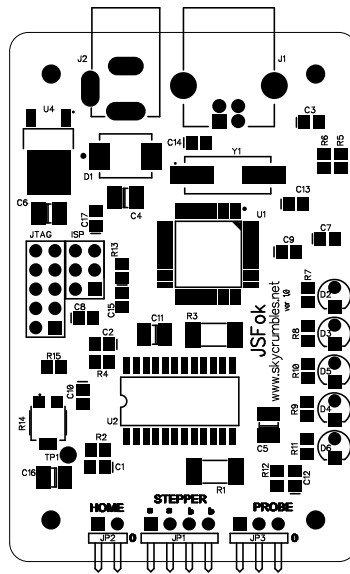 J2
J1
U4
C3
C14
R6
R5
D1
Y1
C6
C4
C13
C17
U1
JTAG
ISP
C7
C9
R13
R7
D2
C15
C8
JSFok
www.skycrumbles.net
ver 1.0
C11
R3
R8
D3
C2
R15
R4
R10
D5
C10
R14
U2
R9
D4
C5
R2
R11
D6
TP1
C1
C16
R1
R12
C12
HOME
STEPPER
PROBE
a a b b
JP2
JP1
JP3